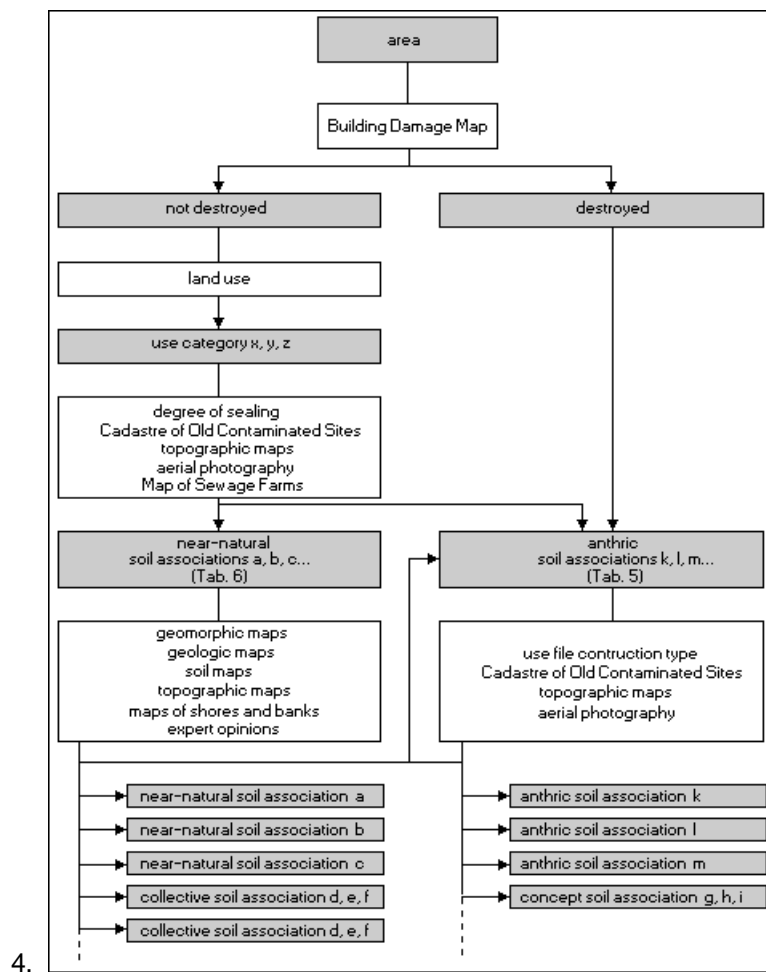 area
Building Damage Map
not destroyed
destroyed
land use
use category x, y, z
degree of sealing
Cadastre of Old Contaminated Sites
topographic maps
aerial photography
Map of Sewage Farms
near-natural
soil associations a, b, c...
(Tab. 6)
anthric
soil associations k, l, m...
(Tab. 5)
geomorphic maps
geologic maps
soil maps
topographic maps
maps of shores and banks
expert opinions
use file contruction type
Cadastre of Old Contaminated Sites
topographic maps
aerial photography
near-natural soil association a
near-natural soil association b
near-natural soil association c
collective soil association d, e, f
collective soil association d, e, f
anthric soil association k
anthric soil association l
anthric soil association m
concept soil association g, h, i
4.